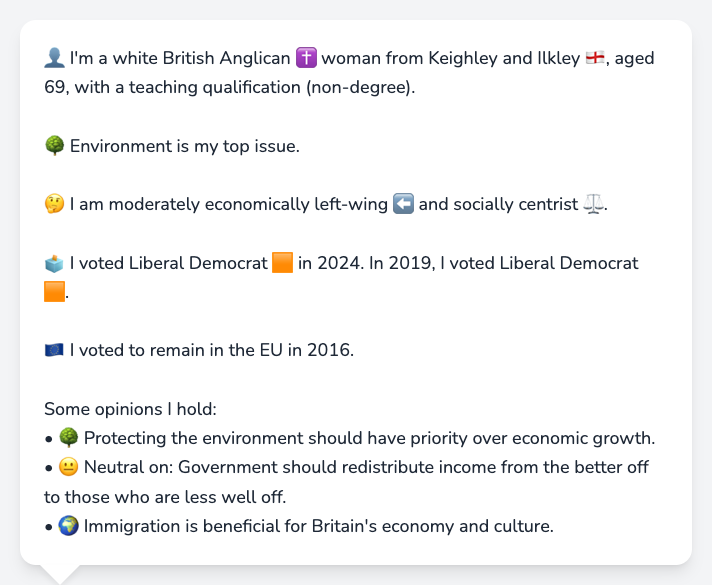 👤 I'm a white British Anglican ✝️ woman from Keighley and Ilkley 🏴󠁧󠁢󠁥󠁮󠁧󠁿, aged
69, with a teaching qualification (non-degree).
🌳 Environment is my top issue.
🤔 I am moderately economically left-wing ⬅️ and socially centrist ⚖️.
🗳️ I voted Liberal Democrat 🟧 in 2024. In 2019, I voted Liberal Democrat
🟧.
🇪🇺 I voted to remain in the EU in 2016.
Some opinions I hold:
• 🌳 Protecting the environment should have priority over economic growth.
• 😐 Neutral on: Government should redistribute income from the better off
to those who are less well off.
• 🌍 Immigration is beneficial for Britain's economy and culture.